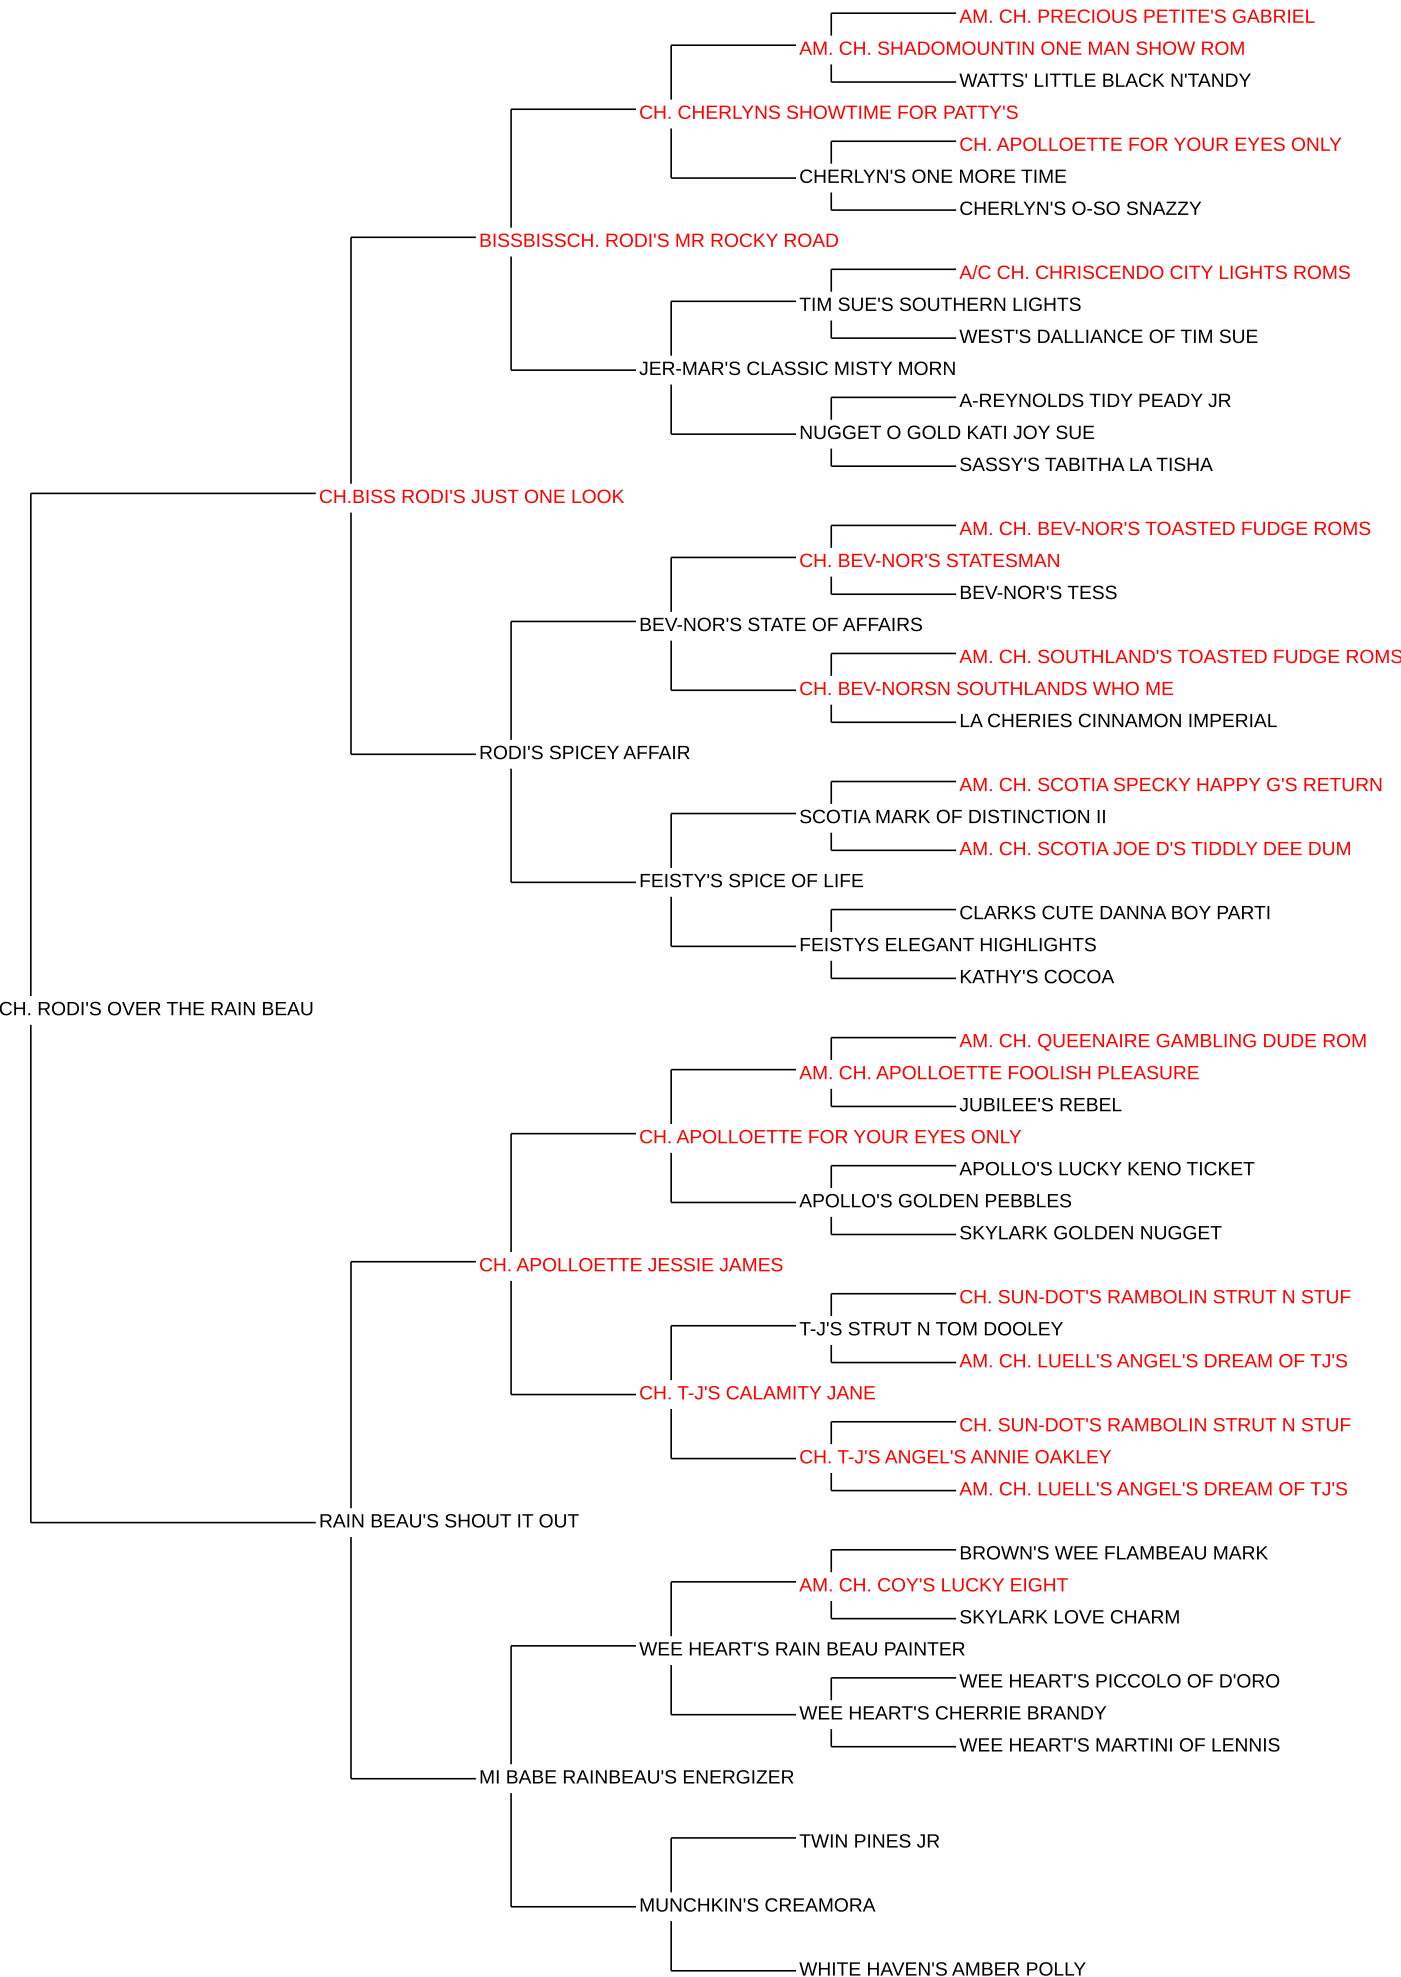 AM. CH. PRECIOUS PETITE'S GABRIEL
AM. CH. SHADOMOUNTIN ONE MAN SHOW ROM
WATTS' LITTLE BLACK N'TANDY
CH. CHERLYNS SHOWTIME FOR PATTY'S
CH. APOLLOETTE FOR YOUR EYES ONLY
CHERLYN'S ONE MORE TIME
CHERLYN'S O-SO SNAZZY
BISSBISSCH. RODI'S MR ROCKY ROAD
A/C CH. CHRISCENDO CITY LIGHTS ROMS
TIM SUE'S SOUTHERN LIGHTS
WEST'S DALLIANCE OF TIM SUE
JER-MAR'S CLASSIC MISTY MORN
A-REYNOLDS TIDY PEADY JR
NUGGET O GOLD KATI JOY SUE
SASSY'S TABITHA LA TISHA
CH.BISS RODI'S JUST ONE LOOK
AM. CH. BEV-NOR'S TOASTED FUDGE ROMS
CH. BEV-NOR'S STATESMAN
BEV-NOR'S TESS
BEV-NOR'S STATE OF AFFAIRS
AM. CH. SOUTHLAND'S TOASTED FUDGE ROMS
CH. BEV-NORSN SOUTHLANDS WHO ME
LA CHERIES CINNAMON IMPERIAL
RODI'S SPICEY AFFAIR
AM. CH. SCOTIA SPECKY HAPPY G'S RETURN
SCOTIA MARK OF DISTINCTION II
AM. CH. SCOTIA JOE D'S TIDDLY DEE DUM
FEISTY'S SPICE OF LIFE
CLARKS CUTE DANNA BOY PARTI
FEISTYS ELEGANT HIGHLIGHTS
KATHY'S COCOA
CH. RODI'S OVER THE RAIN BEAU
AM. CH. QUEENAIRE GAMBLING DUDE ROM
AM. CH. APOLLOETTE FOOLISH PLEASURE
JUBILEE'S REBEL
CH. APOLLOETTE FOR YOUR EYES ONLY
APOLLO'S LUCKY KENO TICKET
APOLLO'S GOLDEN PEBBLES
SKYLARK GOLDEN NUGGET
CH. APOLLOETTE JESSIE JAMES
CH. SUN-DOT'S RAMBOLIN STRUT N STUF
T-J'S STRUT N TOM DOOLEY
AM. CH. LUELL'S ANGEL'S DREAM OF TJ'S
CH. T-J'S CALAMITY JANE
CH. SUN-DOT'S RAMBOLIN STRUT N STUF
CH. T-J'S ANGEL'S ANNIE OAKLEY
AM. CH. LUELL'S ANGEL'S DREAM OF TJ'S
RAIN BEAU'S SHOUT IT OUT
BROWN'S WEE FLAMBEAU MARK
AM. CH. COY'S LUCKY EIGHT
SKYLARK LOVE CHARM
WEE HEART'S RAIN BEAU PAINTER
WEE HEART'S PICCOLO OF D'ORO
WEE HEART'S CHERRIE BRANDY
WEE HEART'S MARTINI OF LENNIS
MI BABE RAINBEAU'S ENERGIZER
TWIN PINES JR
MUNCHKIN'S CREAMORA
WHITE HAVEN'S AMBER POLLY